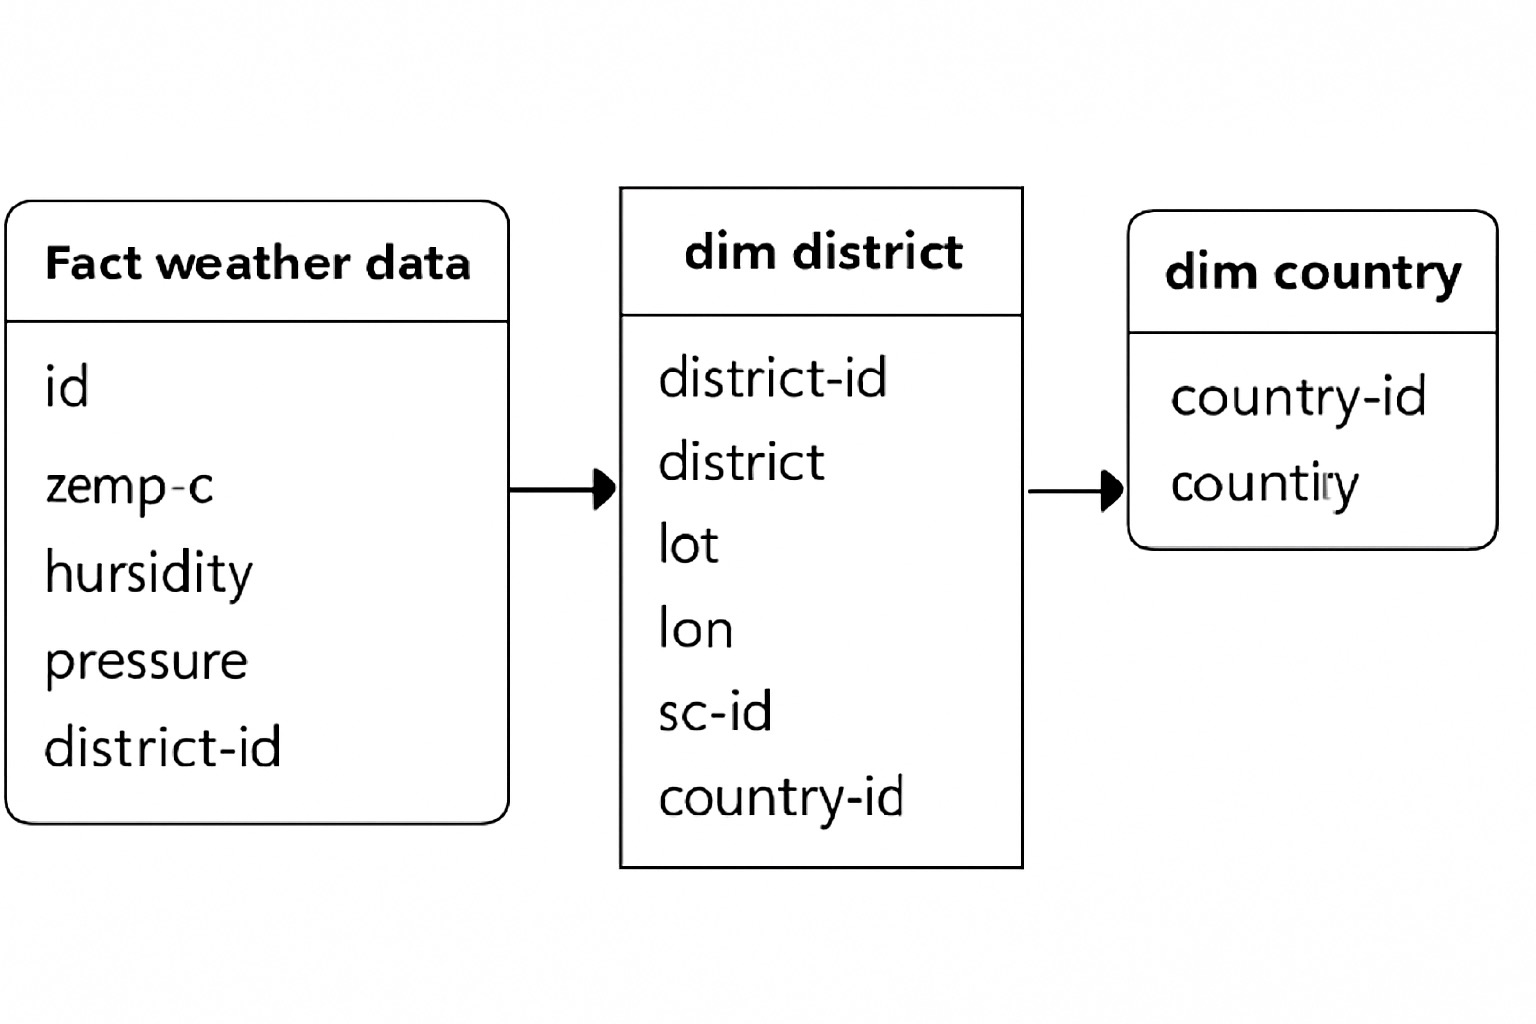 Fact weather data
id
zemp-c
hursidity
pressure
district-id
dim district
district-id
district
lot
lon
sc-id
country-id
dim country
country-id
countiry